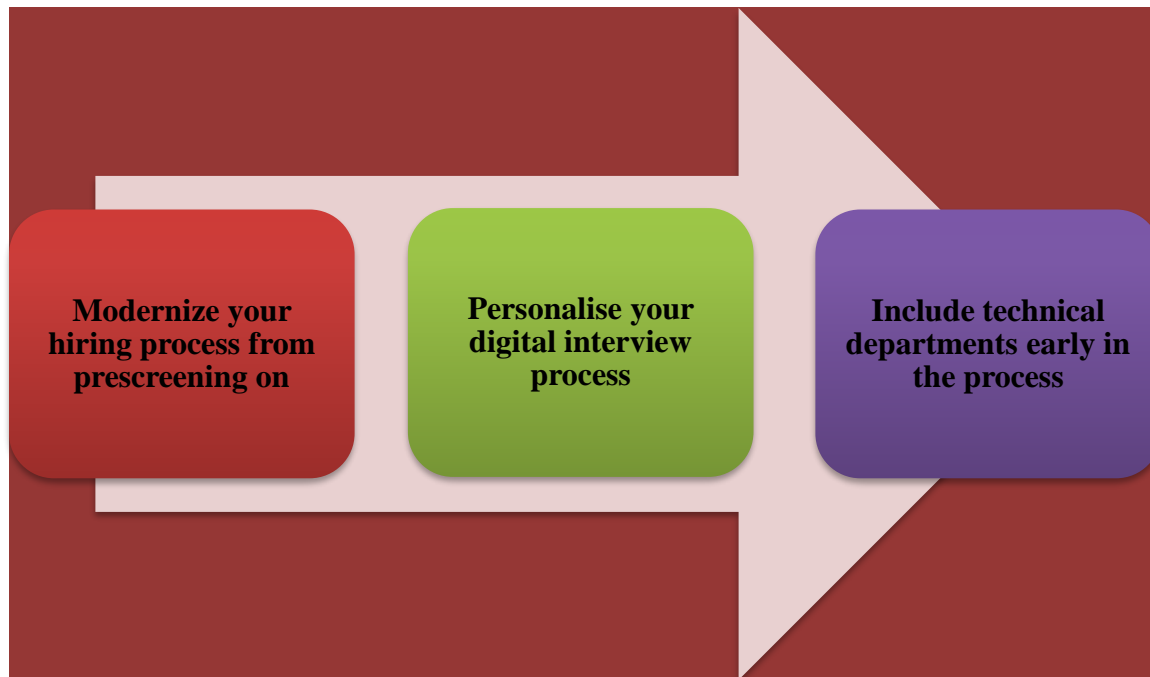 Modernize your
hiring process from
prescreening on
Personalise your
digital interview
process
Include technical
departments early in
the process